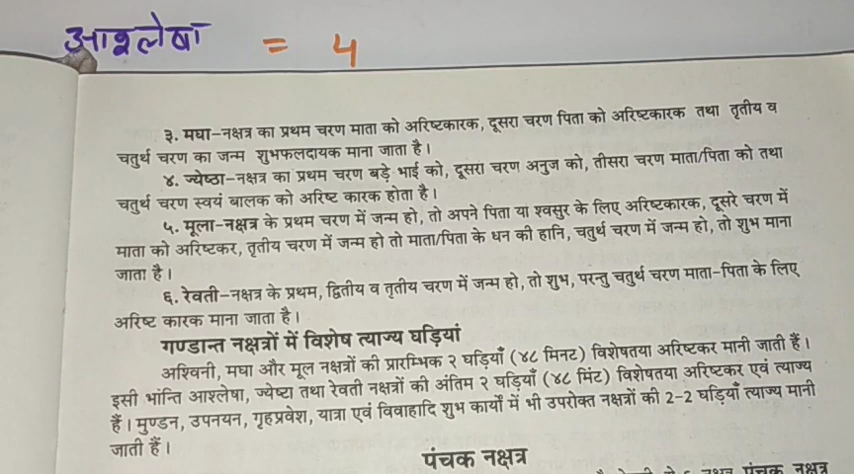 आश्लेषा = 4
३. मघा–नक्षत्र का प्रथम चरण माता को अरिष्टकारक, दूसरा चरण पिता को अरिष्टकारक तथा तृतीय व
चतुर्थ चरण का जन्म शुभफलदायक माना जाता है।
४. ज्येष्ठा–नक्षत्र का प्रथम चरण बड़े भाई को, दूसरा चरण अनुज को, तीसरा चरण माता/पिता को तथा
चतुर्थ चरण स्वयं बालक को अरिष्ट कारक होता है।
५. मूला–नक्षत्र के प्रथम चरण में जन्म हो, तो अपने पिता या श्वसुर के लिए अरिष्टकारक, दूसरे चरण में
माता को अरिष्टकर, तृतीय चरण में जन्म हो तो माता/पिता के धन की हानि, चतुर्थ चरण में जन्म हो, तो शुभ माना
जाता है।
६. रेवती–नक्षत्र के प्रथम, द्वितीय व तृतीय चरण में जन्म हो, तो शुभ, परन्तु चतुर्थ चरण माता-पिता के लिए
अरिष्ट कारक माना जाता है।
गण्डान्त नक्षत्रों में विशेष त्याज्य घड़ियां
अश्विनी, मघा और मूल नक्षत्रों की प्रारम्भिक २ घड़ियाँ (४८ मिनट) विशेषतया अरिष्टकर मानी जाती हैं।
इसी भांन्ति आश्लेषा, ज्येष्टा तथा रेवती नक्षत्रों की अंतिम २ घड़ियाँ (४८ मिंट) विशेषतया अरिष्टकर एवं त्याज्य
हैं। मुण्डन, उपनयन, गृहप्रवेश, यात्रा एवं विवाहादि शुभ कार्यों में भी उपरोक्त नक्षत्रों की 2-2 घड़ियाँ त्याज्य मानी
जाती हैं।
पंचक नक्षत्र
पंचक नक्षत्र